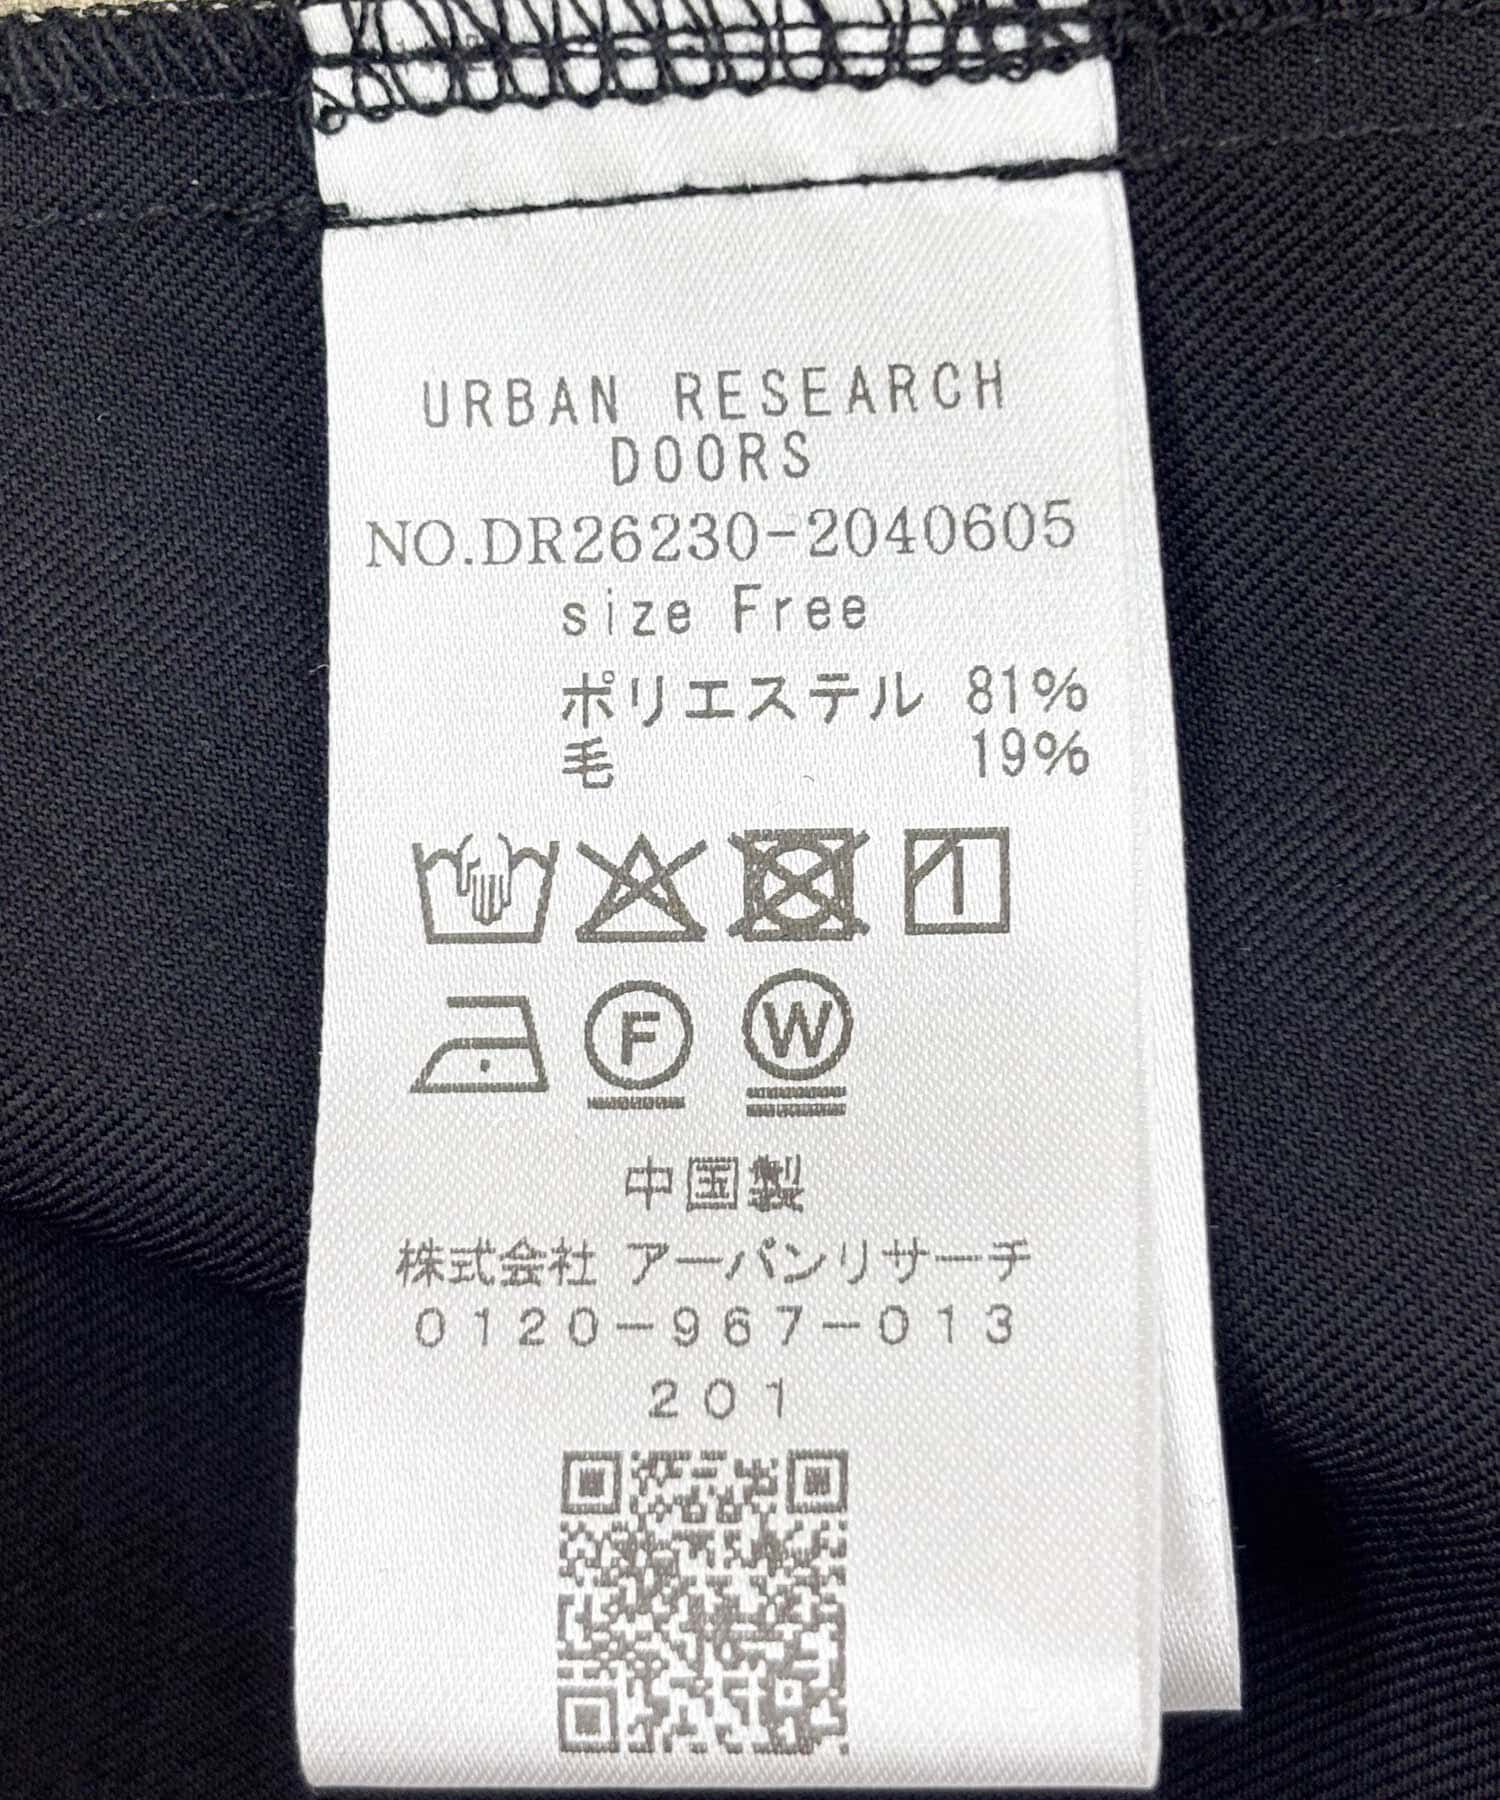 URBAN RESEARCH
DOORS
NO.DR26230-2040605
size Free
ポリエステル 81%
毛 19%
F W
中国製
株式会社 アーバンリサーチ
0120-967-013
201